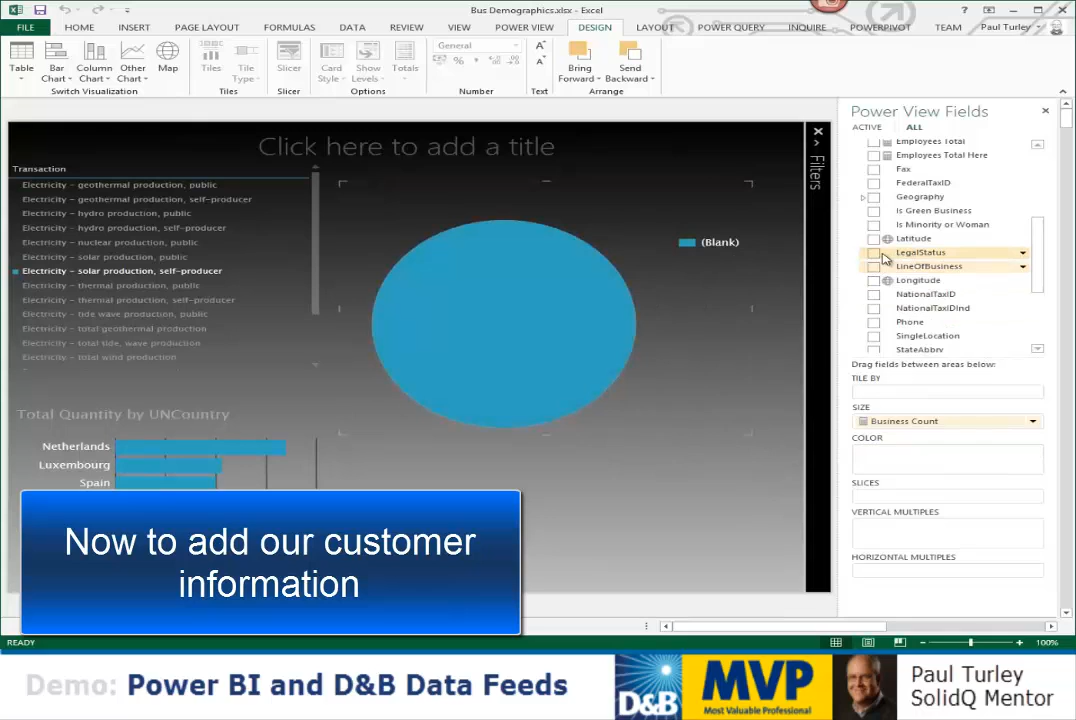 Bus Demographics.xlsx - Excel
FILE HOME INSERT PAGE LAYOUT FORMULAS DATA REVIEW VIEW POWER VIEW DESIGN LAYOUT POWER QUERY INQUIRE POWERPIVOT TEAM Paul Turley
Table Bar Chart Column Chart Other Chart Map Tiles Tile Type Slicer Card Style Show Levels Totals General Bring Forward Send Backward
Switch Visualization Tiles Slicer Options Number Text Arrange
Click here to add a title
Transaction
Electricity – geothermal production, public
Electricity – geothermal production, self-producer
Electricity – hydro production, public
Electricity – hydro production, self-producer
Electricity – nuclear production, public
Electricity – solar production, public
Electricity – solar production, self-producer
Electricity – thermal production, public
Electricity – thermal production, self-producer
Electricity – tide wave production, public
Electricity – total geothermal production
Electricity – total tide, wave production
Electricity – total wind production
(Blank)
Filters
Total Quantity by UNCountry
Netherlands
Luxembourg
Spain
Power View Fields
ACTIVE ALL
Employees Total
Employees Total Here
Fax
FederalTaxID
Geography
Is Green Business
Is Minority or Woman
Latitude
LegalStatus
LineOfBusiness
Longitude
NationalTaxID
NationalTaxIDInd
Phone
SingleLocation
StateAbbrv
Drag fields between areas below:
TILE BY
SIZE
Business Count
COLOR
SLICES
VERTICAL MULTIPLES
HORIZONTAL MULTIPLES
Now to add our customer
information
READY
100%
Demo: Power BI and D&B Data Feeds
D&B
MVP
Most Valuable Professional
Paul Turley
SolidQ Mentor